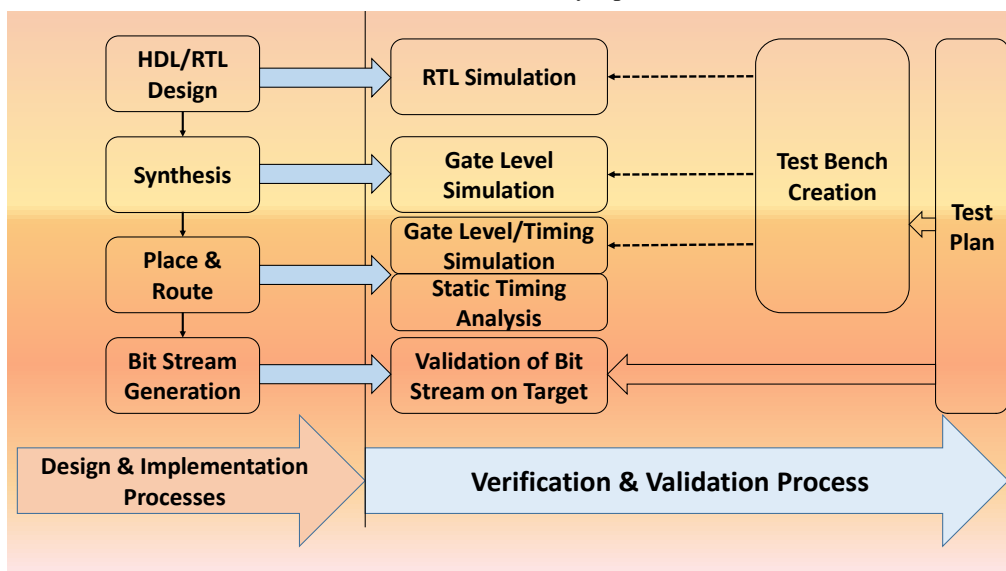 HDL/RTL
Design
RTL Simulation
Synthesis
Gate Level
Simulation
Test Bench
Creation
Test
Plan
Place &
Route
Gate Level/Timing
Simulation
Static Timing
Analysis
Bit Stream
Generation
Validation of Bit
Stream on Target
Design & Implementation
Processes
Verification & Validation Process